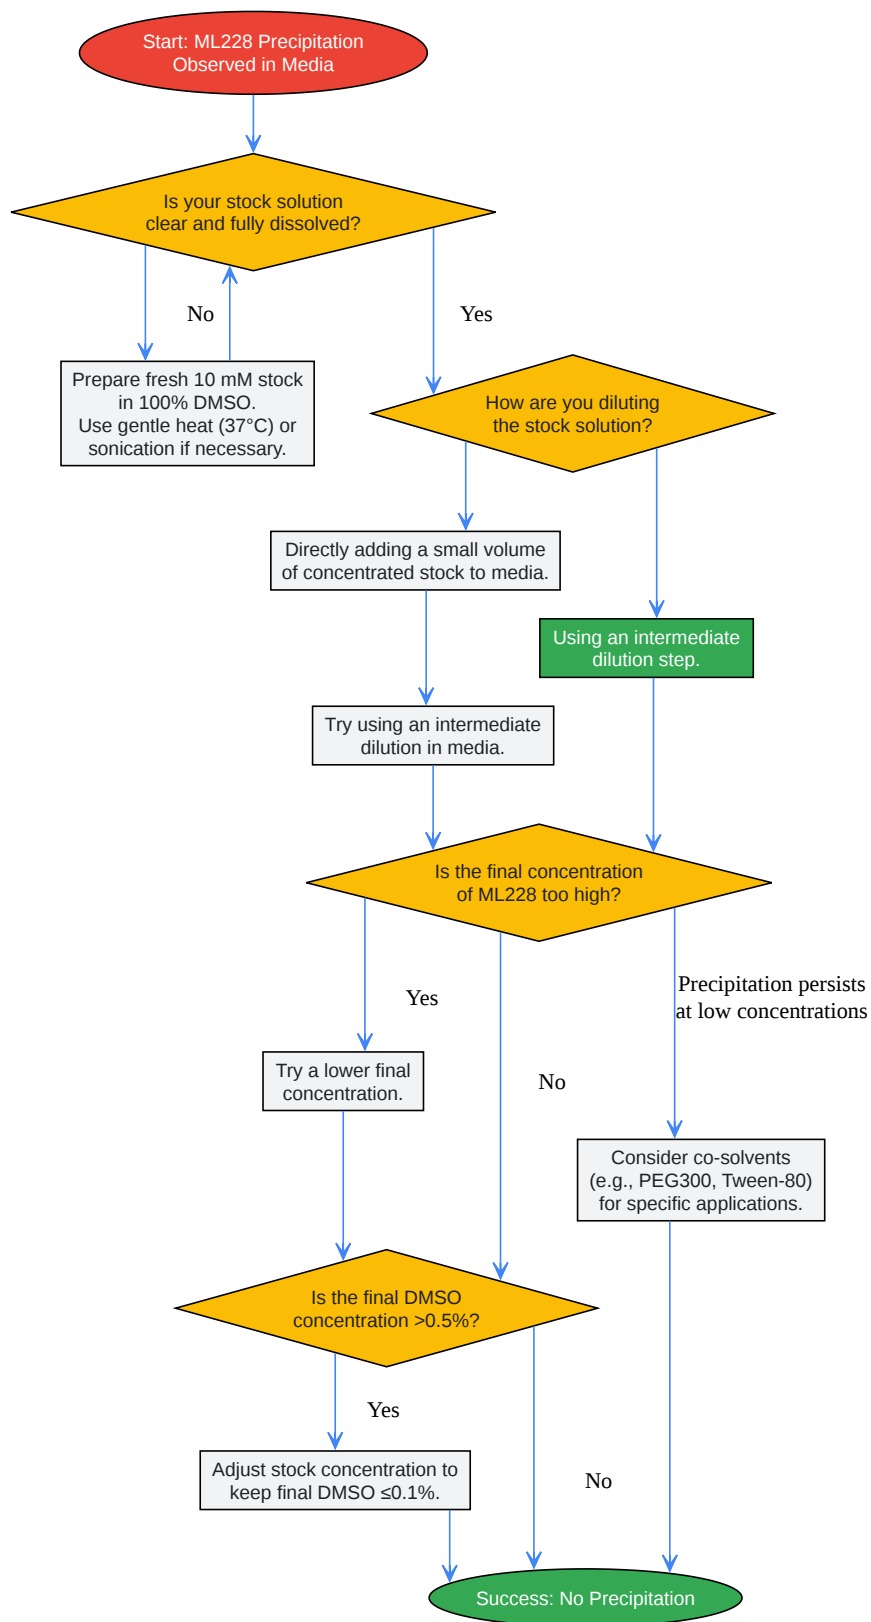 Start: ML228 Precipitation
Observed in Media
Is your stock solution
clear and fully dissolved?
No
Yes
Prepare fresh 10 mM stock
in 100% DMSO.
Use gentle heat (37°C) or
sonication if necessary.
How are you diluting
the stock solution?
Directly adding a small volume
of concentrated stock to media.
Using an intermediate
dilution step.
Try using an intermediate
dilution in media.
Is the final concentration
of ML228 too high?
Yes
Precipitation persists
at low concentrations
No
Try a lower final
concentration.
Consider co-solvents
(e.g., PEG300, Tween-80)
for specific applications.
Is the final DMSO
concentration >0.5%?
Yes
No
Adjust stock concentration to
keep final DMSO ≤0.1%.
Success: No Precipitation